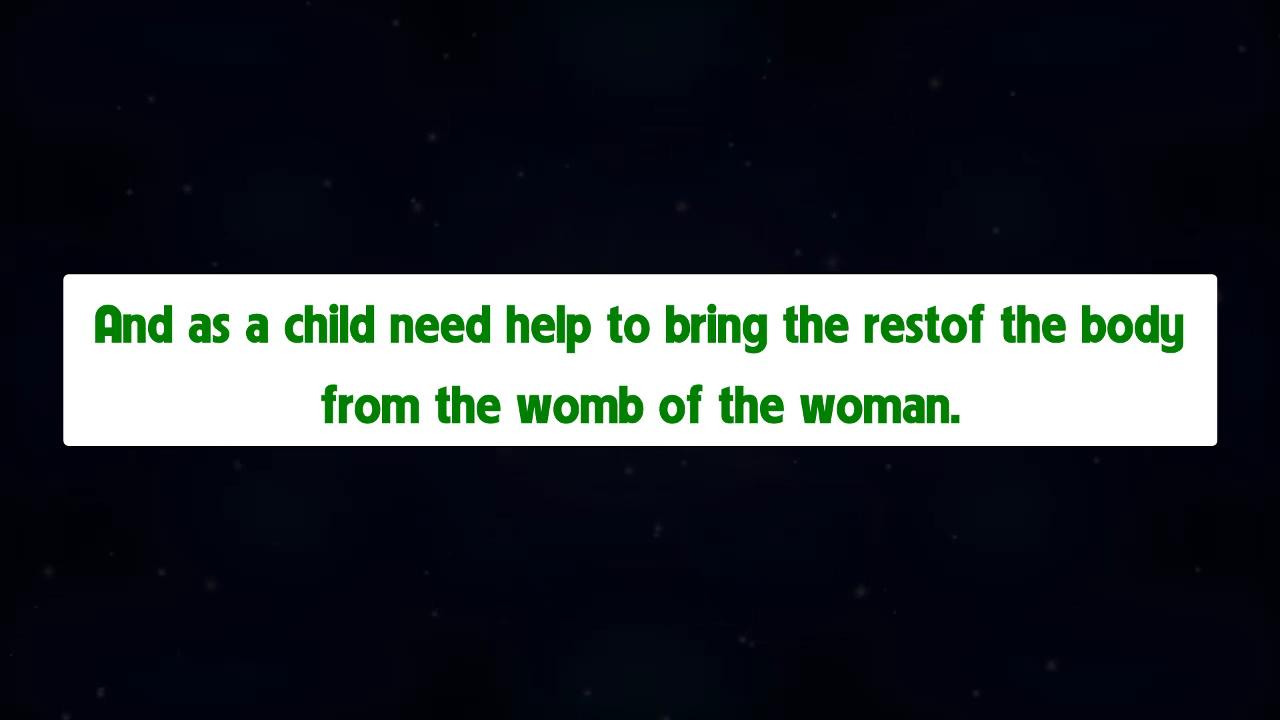 And as a child need help to bring the restof the body
from the womb of the woman.